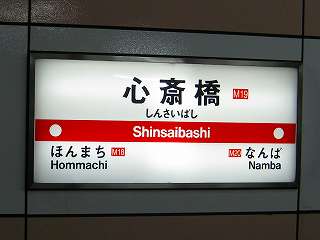 心斎橋 M19
しんさいばし
Shinsaibashi
ほんまち M18 M20 なんば
Hommachi Namba